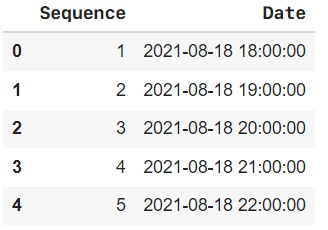 Sequence Date
0 1 2021-08-18 18:00:00
1 2 2021-08-18 19:00:00
2 3 2021-08-18 20:00:00
3 4 2021-08-18 21:00:00
4 5 2021-08-18 22:00:00